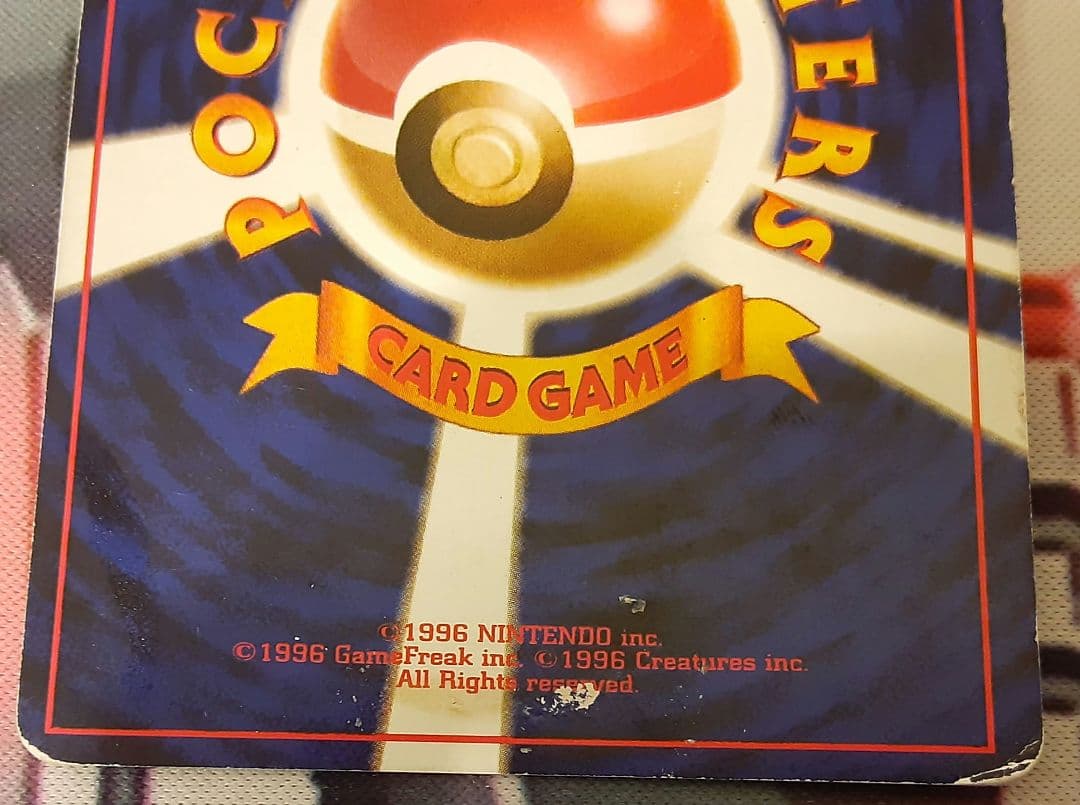 POC
ERS
CARD GAME
©1996 NINTENDO inc.
©1996 GameFreak inc. ©1996 Creatures inc.
All Rights reserved.